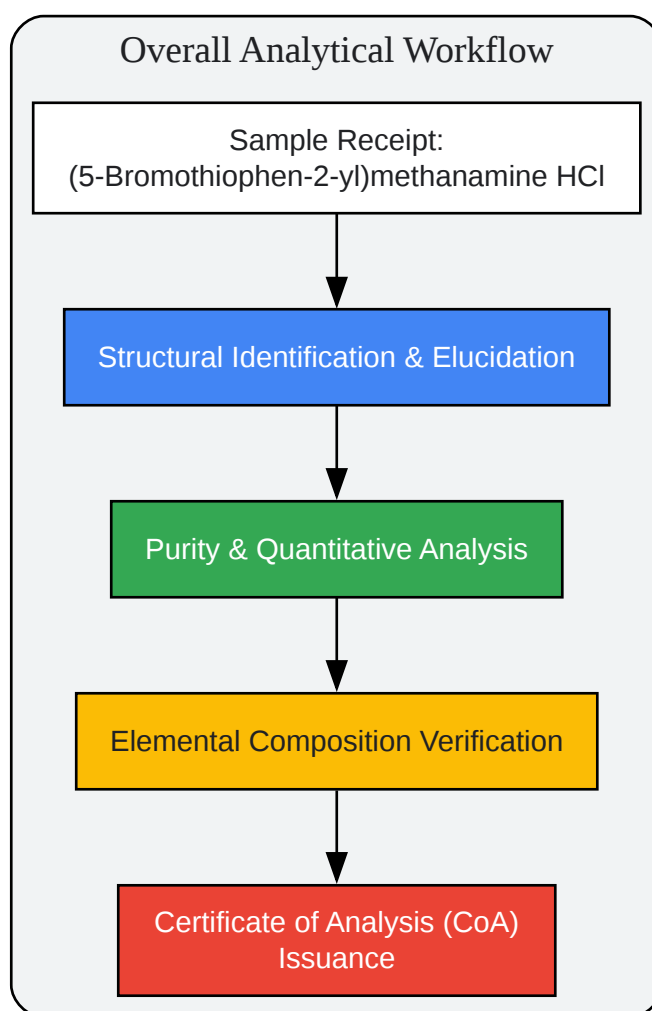 Overall Analytical Workflow
Sample Receipt:
(5-Bromothiophen-2-yl)methanamine HCl
Structural Identification & Elucidation
Purity & Quantitative Analysis
Elemental Composition Verification
Certificate of Analysis (CoA)
Issuance